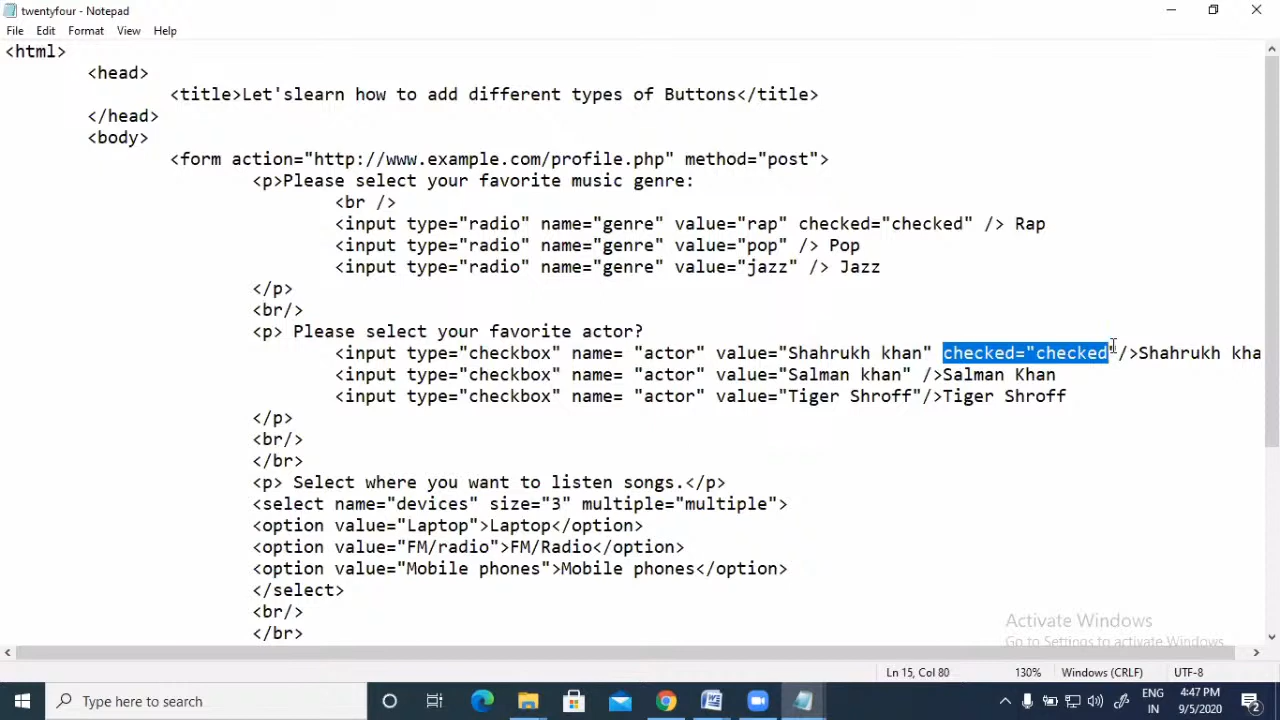 twentyfour - Notepad
File Edit Format View Help
<html>
<head>
<title>Let'slearn how to add different types of Buttons</title>
</head>
<body>
<form action="http://www.example.com/profile.php" method="post">
<p>Please select your favorite music genre:
<br />
<input type="radio" name="genre" value="rap" checked="checked" /> Rap
<input type="radio" name="genre" value="pop" /> Pop
<input type="radio" name="genre" value="jazz" /> Jazz
</p>
<br/>
<p> Please select your favorite actor?
<input type="checkbox" name= "actor" value="Shahrukh khan" checked="checked" />Shahrukh kha
<input type="checkbox" name= "actor" value="Salman khan" />Salman Khan
<input type="checkbox" name= "actor" value="Tiger Shroff"/>Tiger Shroff
</p>
<br/>
</br>
<p> Select where you want to listen songs.</p>
<select name="devices" size="3" multiple="multiple">
<option value="Laptop">Laptop</option>
<option value="FM/radio">FM/Radio</option>
<option value="Mobile phones">Mobile phones</option>
</select>
<br/>
</br>
Activate Windows
Go to Settings to activate Windows.
Ln 15, Col 80 130% Windows (CRLF) UTF-8
Type here to search
ENG
IN
4:47 PM
9/5/2020
2